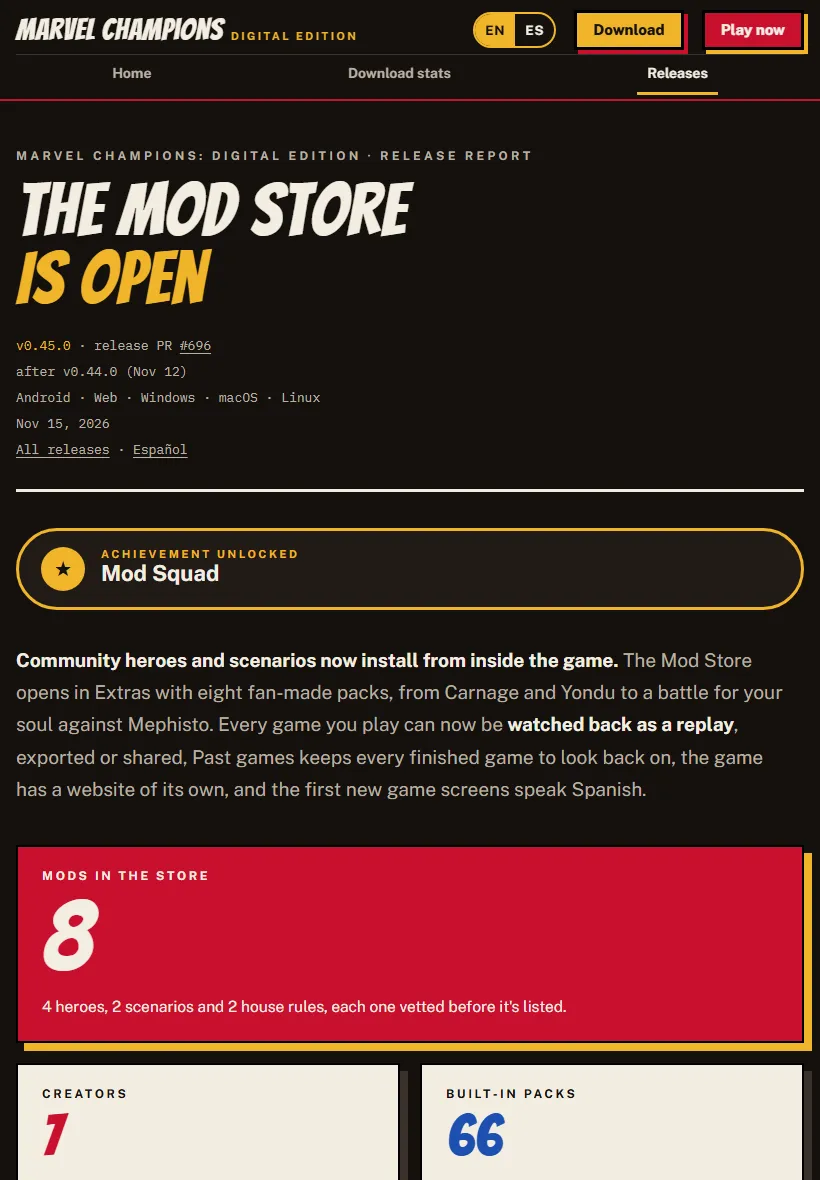 MARVEL CHAMPIONS DIGITAL EDITION
EN ES
Download
Play now
Home
Download stats
Releases
MARVEL CHAMPIONS: DIGITAL EDITION · RELEASE REPORT
THE MOD STORE
IS OPEN
v0.45.0 · release PR #696
after v0.44.0 (Nov 12)
Android · Web · Windows · macOS · Linux
Nov 15, 2026
All releases · Español
★
ACHIEVEMENT UNLOCKED
Mod Squad
Community heroes and scenarios now install from inside the game. The Mod Store
opens in Extras with eight fan-made packs, from Carnage and Yondu to a battle for your
soul against Mephisto. Every game you play can now be watched back as a replay,
exported or shared, Past games keeps every finished game to look back on, the game
has a website of its own, and the first new game screens speak Spanish.
MODS IN THE STORE
8
4 heroes, 2 scenarios and 2 house rules, each one vetted before it's listed.
CREATORS
1
BUILT-IN PACKS
66